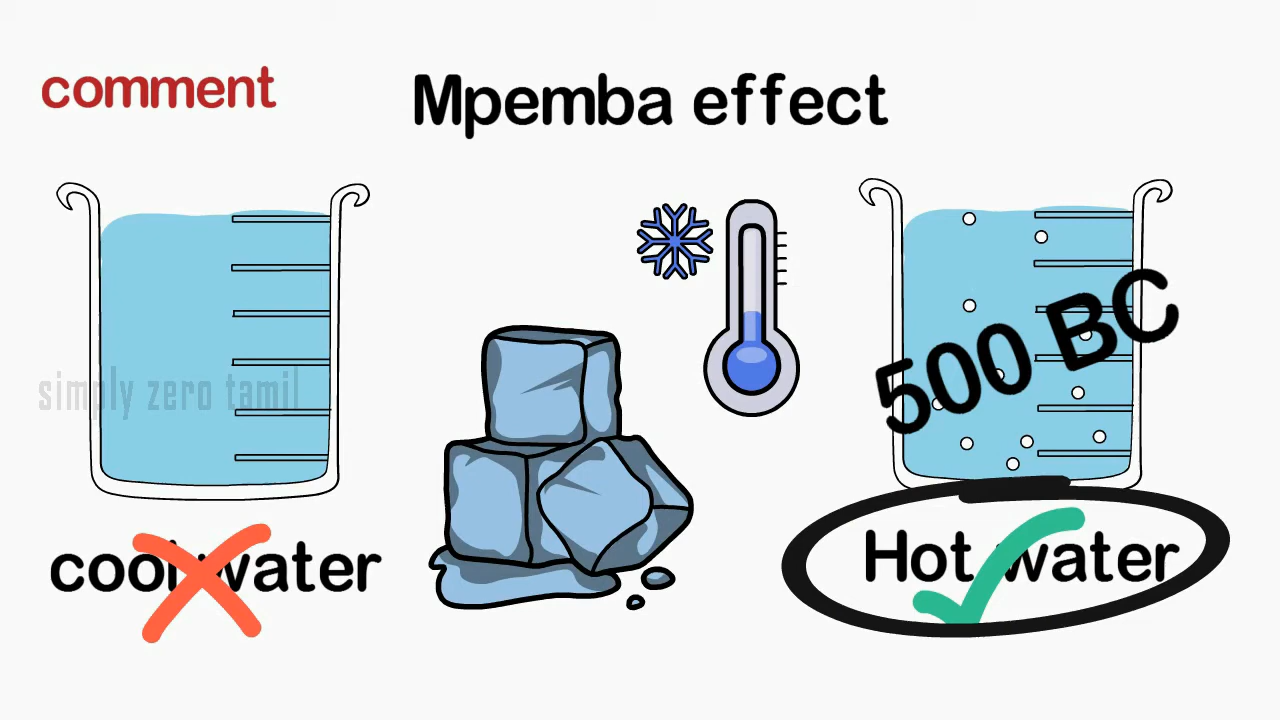 comment
Mpemba effect
500 BC
simply zero tamil
cool water
Hot water